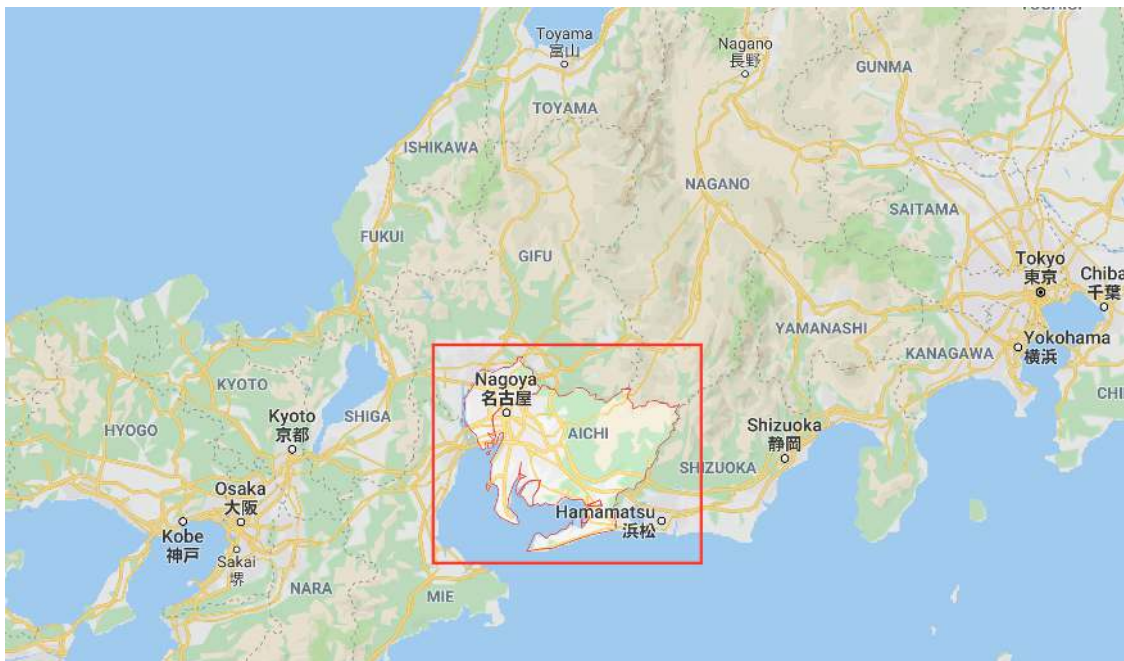 Toyama
富山
Nagano
長野
GUNMA
TOYAMA
ISHIKAWA
NAGANO
SAITAMA
FUKUI
GIFU
Tokyo
東京
Chiba
千葉
YAMANASHI
KANAGAWA
Yokohama
横浜
Nagoya
名古屋
KYOTO
SHIGA
Kyoto
京都
HYOGO
AICHI
Shizuoka
静岡
SHIZUOKA
Osaka
大阪
Kobe
神戸
Sakai
堺
Hamamatsu
浜松
NARA
MIE
CHI